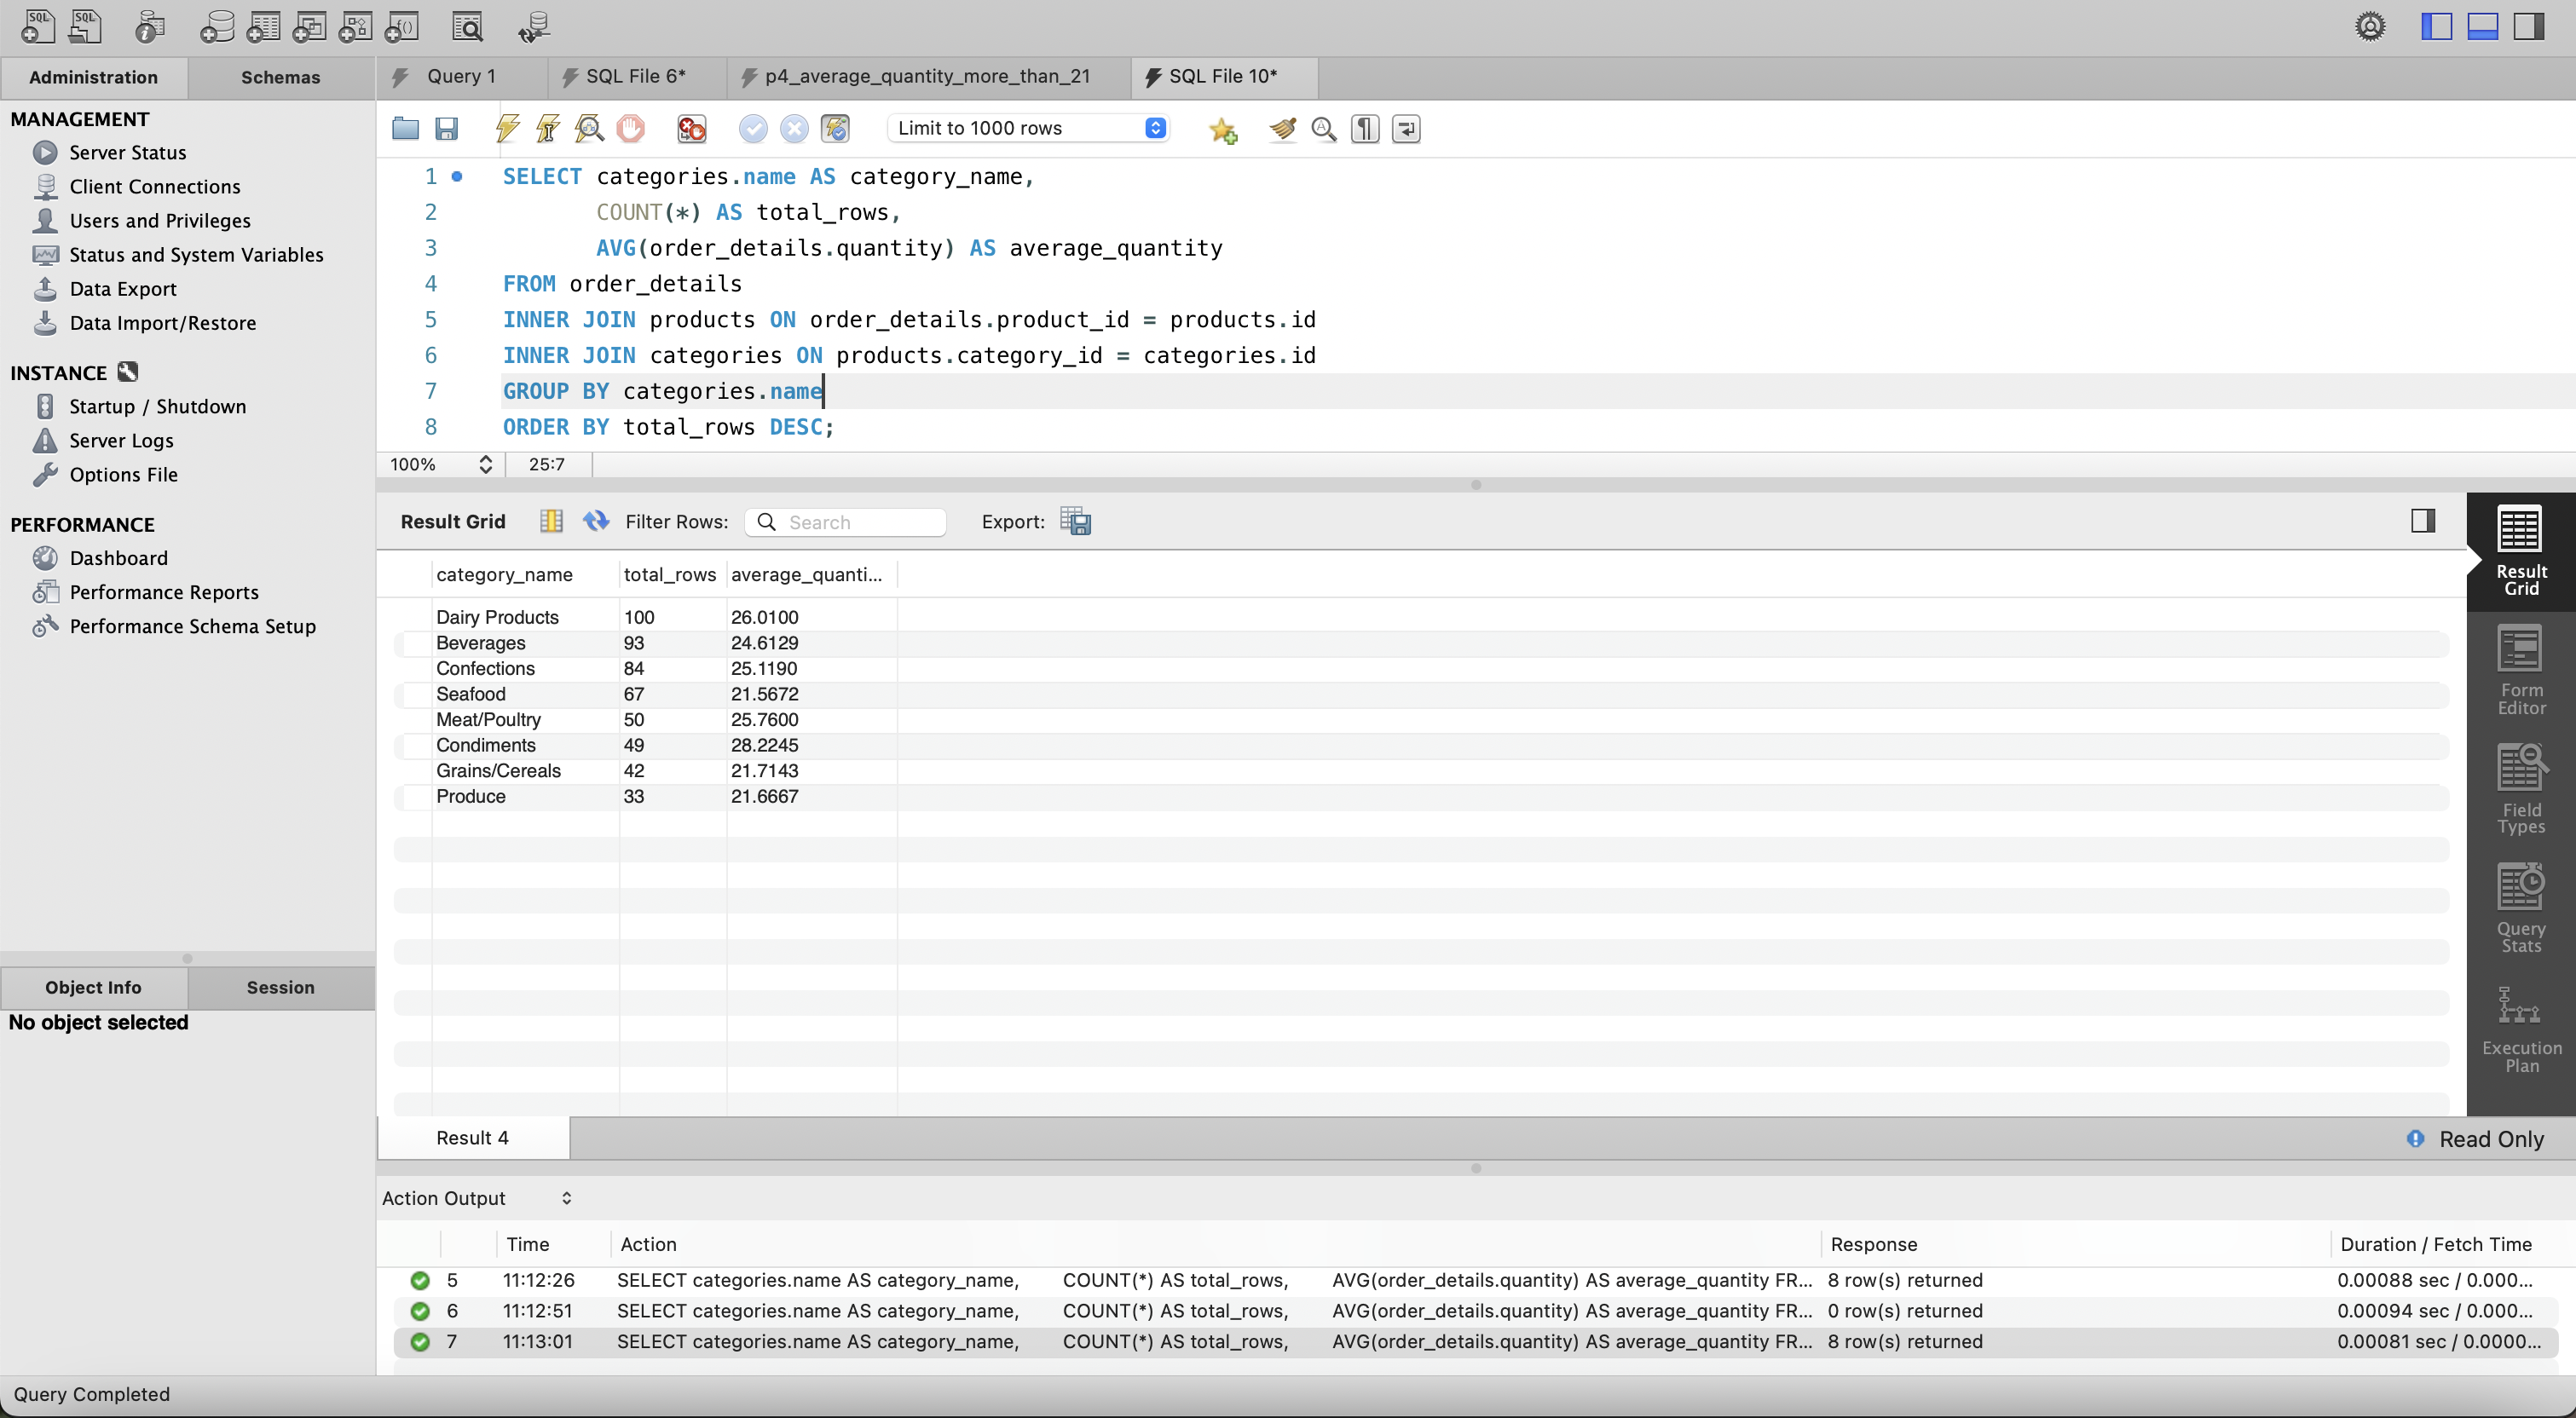 SQL SQL f()
Administration Schemas Query 1 SQL File 6* p4_average_quantity_more_than_21 SQL File 10*
MANAGEMENT
Server Status
Client Connections
Users and Privileges
Status and System Variables
Data Export
Data Import/Restore
INSTANCE
Startup / Shutdown
Server Logs
Options File
PERFORMANCE
Dashboard
Performance Reports
Performance Schema Setup
Object Info Session
No object selected
Limit to 1000 rows
1 SELECT categories.name AS category_name,
2 COUNT(*) AS total_rows,
3 AVG(order_details.quantity) AS average_quantity
4 FROM order_details
5 INNER JOIN products ON order_details.product_id = products.id
6 INNER JOIN categories ON products.category_id = categories.id
7 GROUP BY categories.name
8 ORDER BY total_rows DESC;
100% 25:7
Result Grid Filter Rows: Search Export:
category_name total_rows average_quanti...
Dairy Products 100 26.0100
Beverages 93 24.6129
Confections 84 25.1190
Seafood 67 21.5672
Meat/Poultry 50 25.7600
Condiments 49 28.2245
Grains/Cereals 42 21.7143
Produce 33 21.6667
Result
Grid
Form
Editor
Field
Types
Query
Stats
Execution
Plan
Result 4 Read Only
Action Output
Time Action Response Duration / Fetch Time
5 11:12:26 SELECT categories.name AS category_name, COUNT(*) AS total_rows, AVG(order_details.quantity) AS average_quantity FR... 8 row(s) returned 0.00088 sec / 0.000...
6 11:12:51 SELECT categories.name AS category_name, COUNT(*) AS total_rows, AVG(order_details.quantity) AS average_quantity FR... 0 row(s) returned 0.00094 sec / 0.000...
7 11:13:01 SELECT categories.name AS category_name, COUNT(*) AS total_rows, AVG(order_details.quantity) AS average_quantity FR... 8 row(s) returned 0.00081 sec / 0.0000...
Query Completed